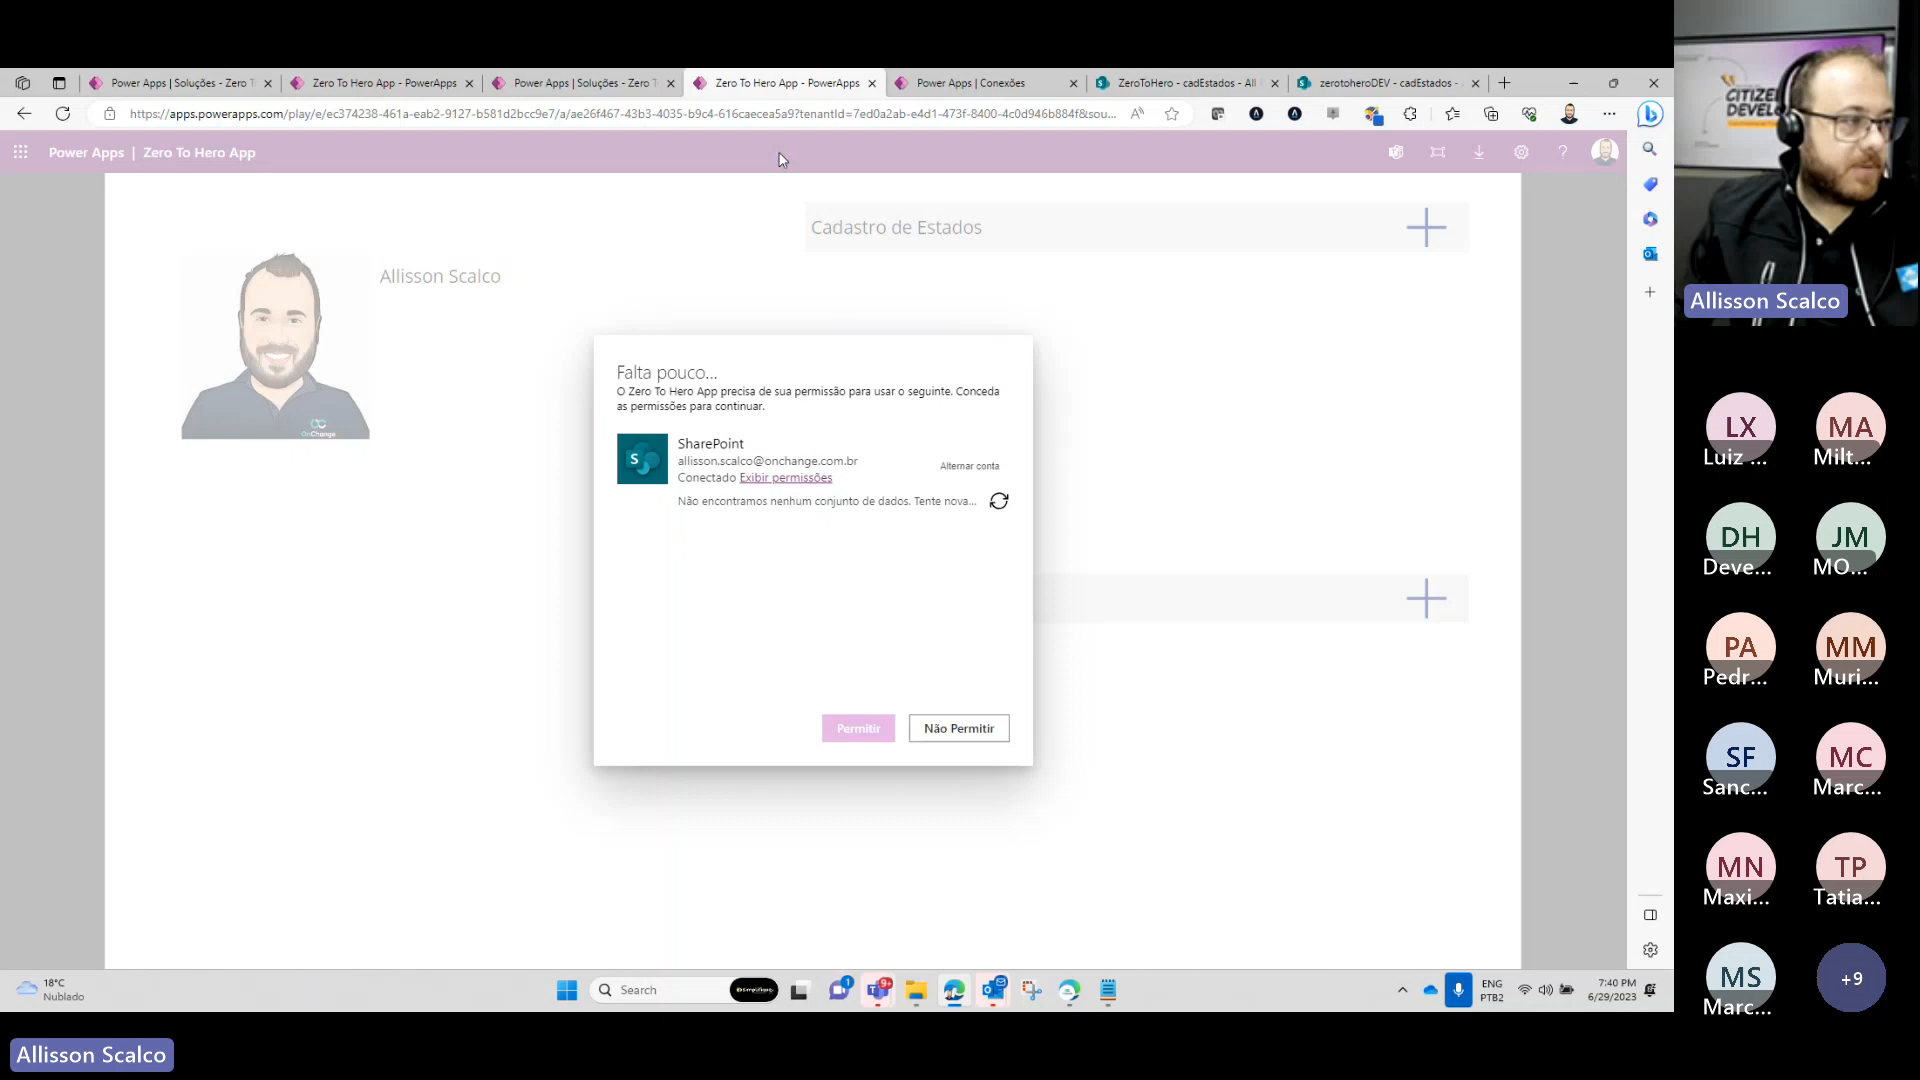 Power Apps | Soluções - Zero T
Zero To Hero App - PowerApps
Power Apps | Soluções - Zero T
Zero To Hero App - PowerApps
Power Apps | Conexões
ZeroToHero - cadEstados - All
zerotoheroDEV - cadEstados -
https://apps.powerapps.com/play/e/ec374238-461a-eab2-9127-b581d2bcc9e7/a/ae26f467-43b3-4035-b9c4-616caecea5a9?tenantId=7ed0a2ab-e4d1-473f-8400-4c0d946b884f&sou...
Power Apps | Zero To Hero App
Cadastro de Estados
Allisson Scalco
OnChange
Falta pouco...
O Zero To Hero App precisa de sua permissão para usar o seguinte. Conceda
as permissões para continuar.
SharePoint
allisson.scalco@onchange.com.br
Alternar conta
Conectado Exibir permissões
Não encontramos nenhum conjunto de dados. Tente nova...
Permitir
Não Permitir
18°C
Nublado
Search
1
9+
ENG
PTB2
7:40 PM
6/29/2023
Allisson Scalco
CITIZE
DEVEL
Allisson Scalco
LX
Luiz ...
MA
Milt...
DH
Deve...
JM
MO...
PA
Pedr...
MM
Muri...
SF
Sanc...
MC
Marc...
MN
Maxi...
TP
Tatia...
MS
Marc...
+9